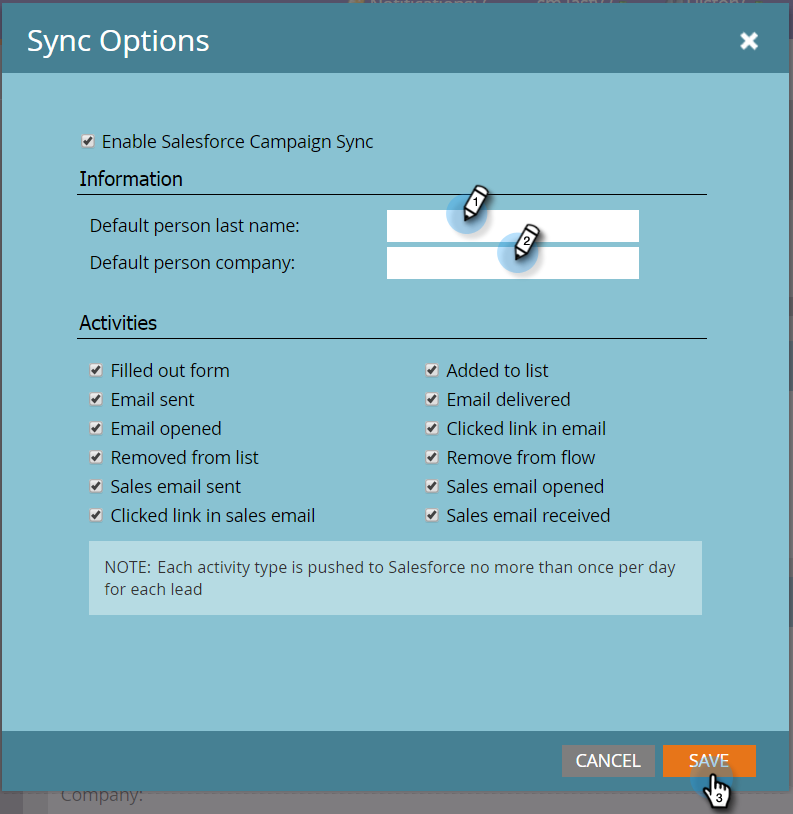 Sync Options
Enable Salesforce Campaign Sync
Information
1
Default person last name:
2
Default person company:
Activities
Filled out form
Added to list
Email sent
Email delivered
Email opened
Clicked link in email
Removed from list
Remove from flow
Sales email sent
Sales email opened
Clicked link in sales email
Sales email received
NOTE: Each activity type is pushed to Salesforce no more than once per day
for each lead
CANCEL
SAVE
3
Company: